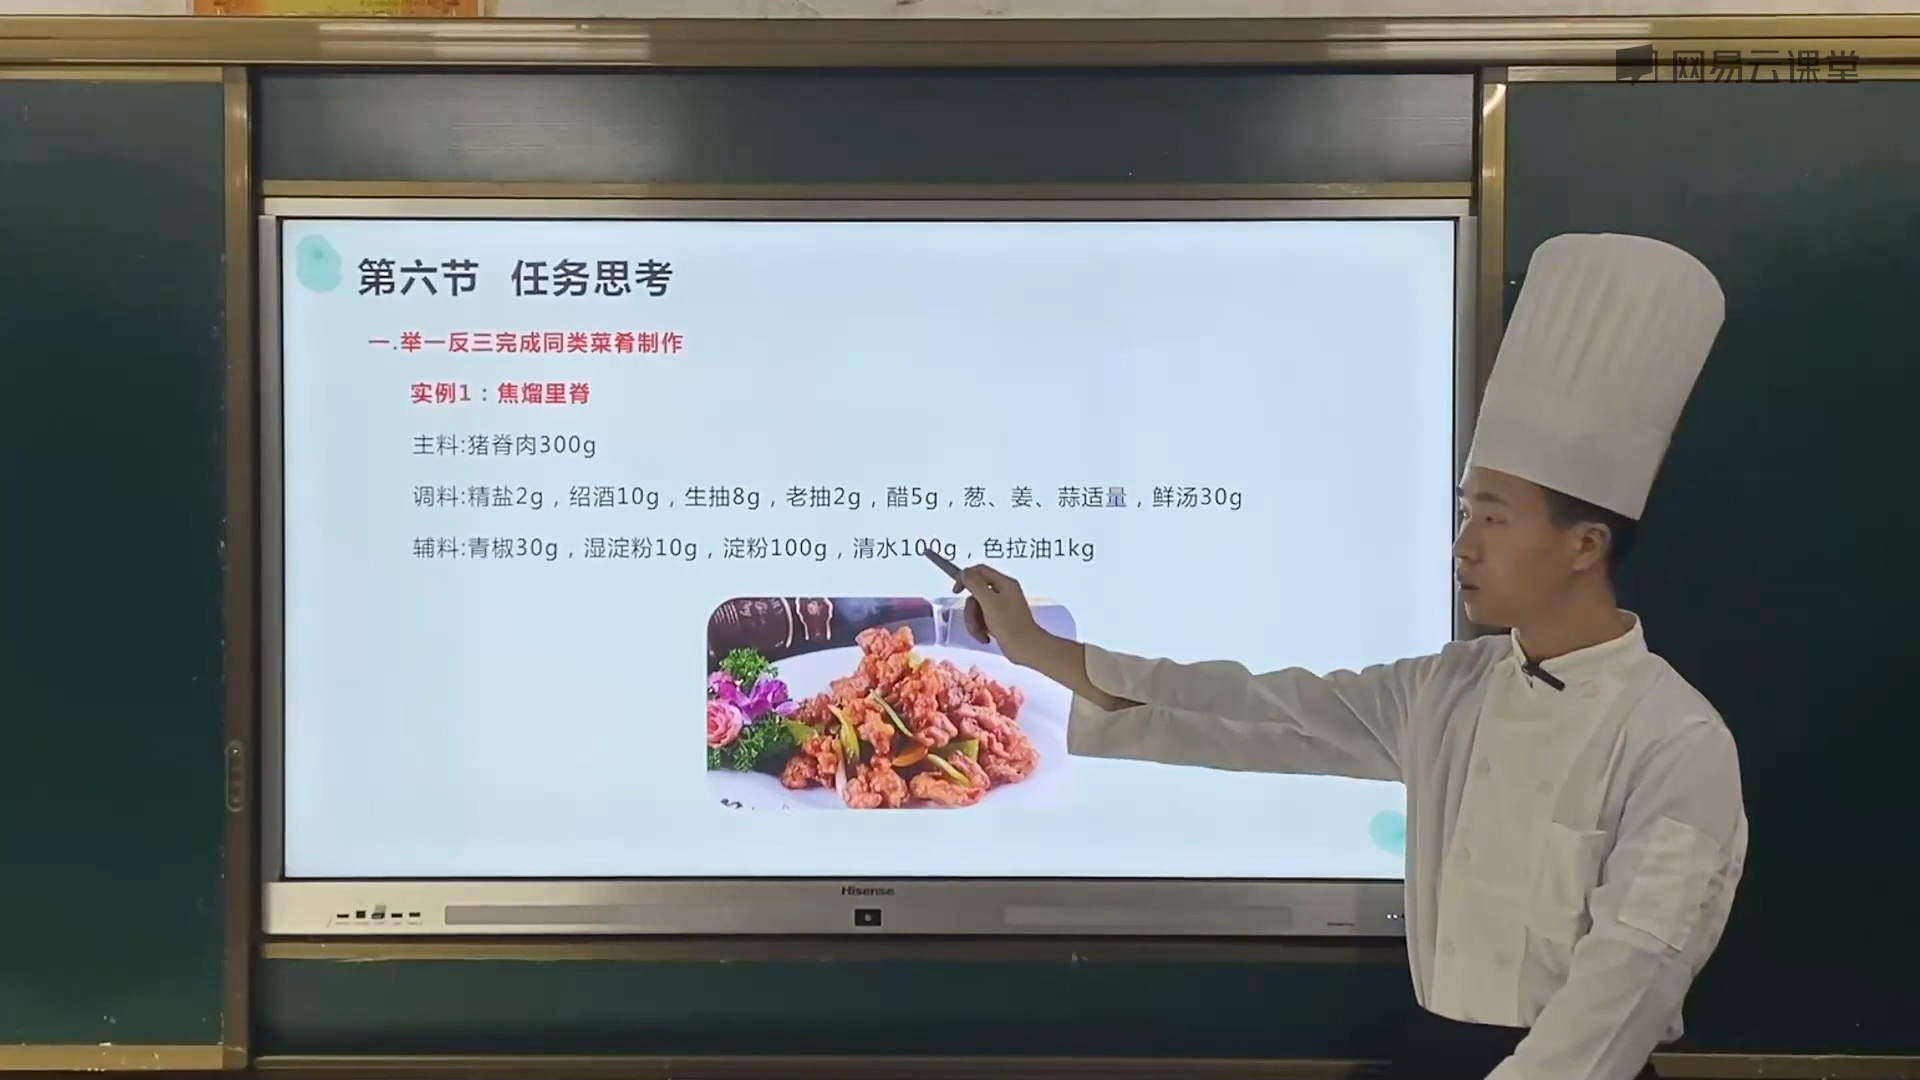 网易云课堂
第六节 任务思考
一.举一反三完成同类菜肴制作
实例1：焦熘里脊
主料:猪脊肉300g
调料:精盐2g，绍酒10g，生抽8g，老抽2g，醋5g，葱、姜、蒜适量，鲜汤30g
辅料:青椒30g，湿淀粉10g，淀粉100g，清水100g，色拉油1kg
Hisense